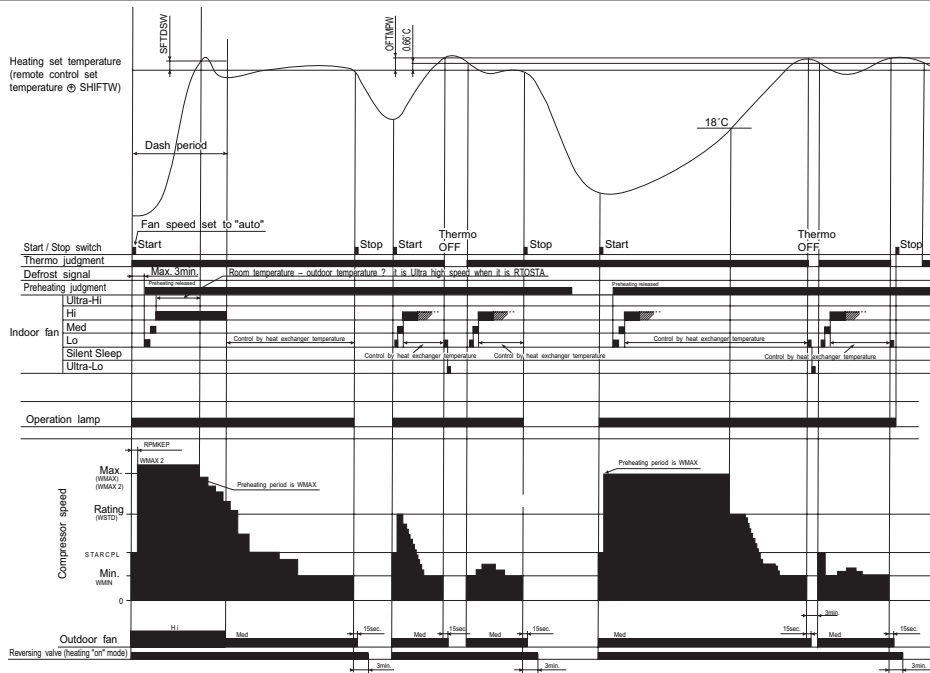 SFTDSW
OFTMPW
0.66°C
Heating set temperature
(remote control set
temperature ⊕ SHIFTW)
18°C
Dash period
Fan speed set to "auto"
Thermo
OFF
Thermo
OFF
Start / Stop switch
Start
Stop
Start
Stop
Start
Stop
Thermo judgment
Defrost signal
Max. 3min.
Room temperature – outdoor temperature ? it is Ultra high speed when it is RTOSTA.
Preheating judgment
Preheating released
Preheating released
Indoor fan
Ultra-Hi
Hi
Med
Lo
Silent Sleep
Ultra-Lo
Control by heat exchanger temperature
Control by heat exchanger temperature
Control by heat exchanger temperature
Control by heat exchanger temperature
Control by heat exchanger temperature
Operation lamp
RPMKEP
WMAX 2
Preheating period is WMAX
Preheating period is WMAX
Compressor speed
Max.
(WMAX)
(WMAX 2)
Rating
(WSTD)
STARCPL
Min.
WMIN
0
3min.
Outdoor fan
Hi
Med
15sec.
Med
15sec.
Med
15sec.
Med
15sec.
15sec.
Reversing valve (heating "on" mode)
3min.
3min.
3min.